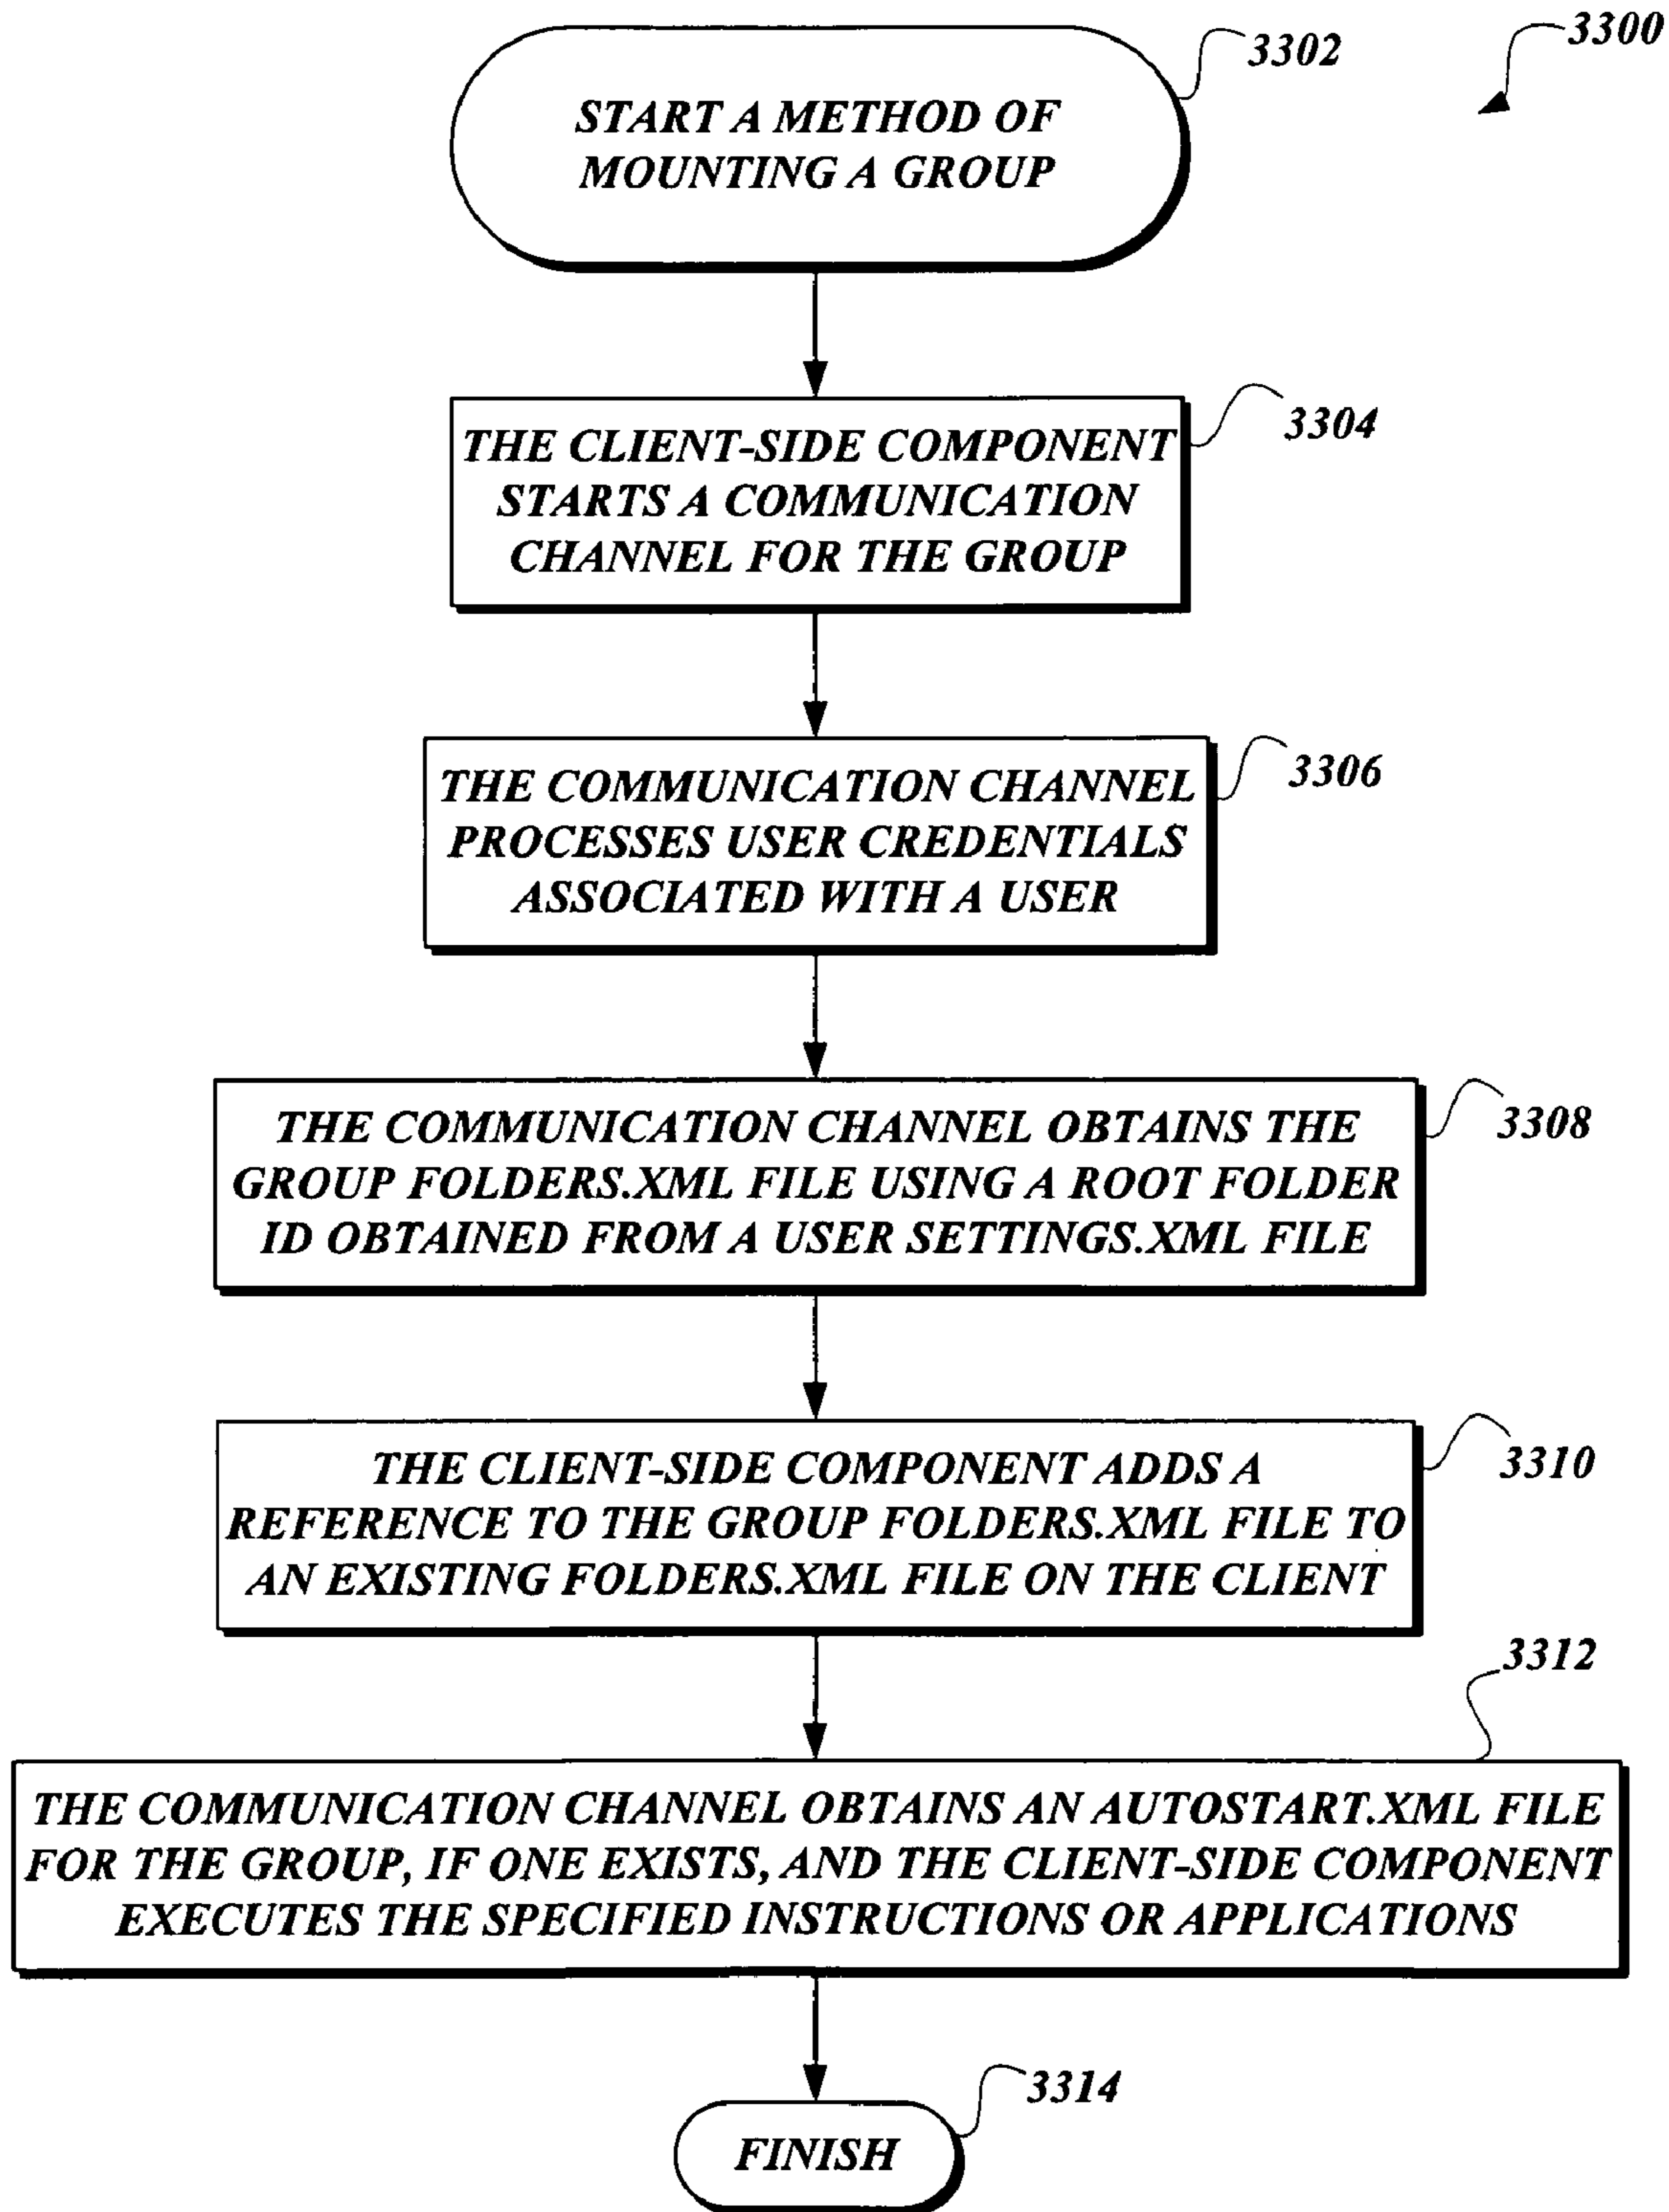 3300
3302
START A METHOD OF
MOUNTING A GROUP
3304
THE CLIENT-SIDE COMPONENT
STARTS A COMMUNICATION
CHANNEL FOR THE GROUP
3306
THE COMMUNICATION CHANNEL
PROCESSES USER CREDENTIALS
ASSOCIATED WITH A USER
3308
THE COMMUNICATION CHANNEL OBTAINS THE
GROUP FOLDERS.XML FILE USING A ROOT FOLDER
ID OBTAINED FROM A USER SETTINGS.XML FILE
3310
THE CLIENT-SIDE COMPONENT ADDS A
REFERENCE TO THE GROUP FOLDERS.XML FILE TO
AN EXISTING FOLDERS.XML FILE ON THE CLIENT
3312
THE COMMUNICATION CHANNEL OBTAINS AN AUTOSTART.XML FILE
FOR THE GROUP, IF ONE EXISTS, AND THE CLIENT-SIDE COMPONENT
EXECUTES THE SPECIFIED INSTRUCTIONS OR APPLICATIONS
3314
FINISH